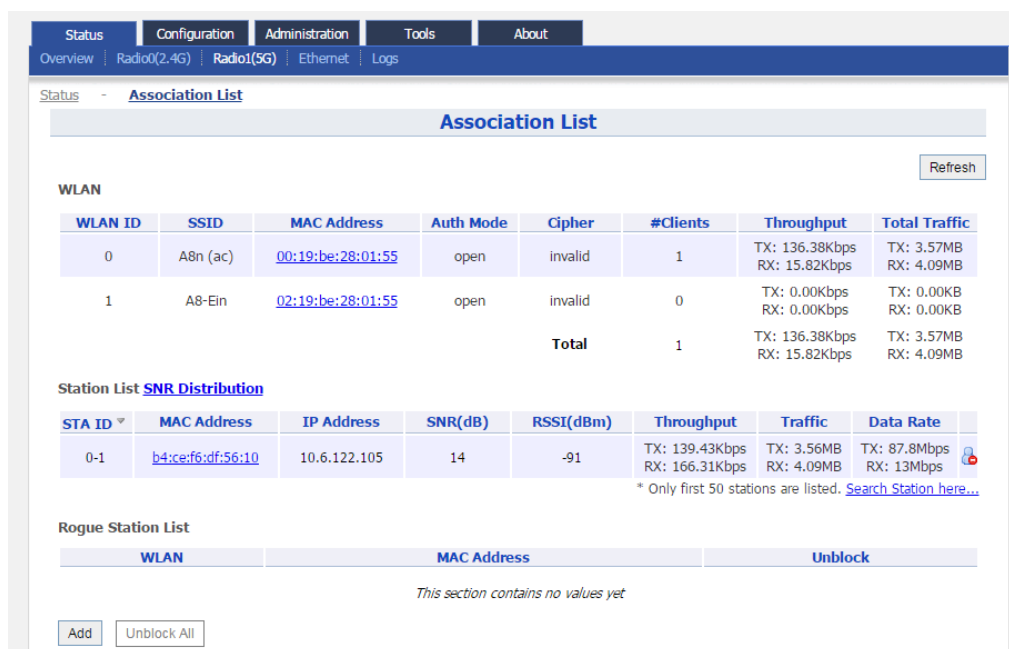 Status Configuration Administration Tools About
Overview Radio0(2.4G) Radio1(5G) Ethernet Logs
Status - Association List
Association List
Refresh
WLAN
WLAN ID SSID MAC Address Auth Mode Cipher #Clients Throughput Total Traffic
0 A8n (ac) 00:19:be:28:01:55 open invalid 1 TX: 136.38Kbps TX: 3.57MB
RX: 15.82Kbps RX: 4.09MB
1 A8-Ein 02:19:be:28:01:55 open invalid 0 TX: 0.00Kbps TX: 0.00KB
RX: 0.00Kbps RX: 0.00KB
Total 1 TX: 136.38Kbps TX: 3.57MB
RX: 15.82Kbps RX: 4.09MB
Station List SNR Distribution
STA ID MAC Address IP Address SNR(dB) RSSI(dBm) Throughput Traffic Data Rate
0-1 b4:ce:f6:df:56:10 10.6.122.105 14 -91 TX: 139.43Kbps TX: 3.56MB TX: 87.8Mbps
RX: 166.31Kbps RX: 4.09MB RX: 13Mbps
* Only first 50 stations are listed. Search Station here...
Rogue Station List
WLAN MAC Address Unblock
This section contains no values yet
Add Unblock All